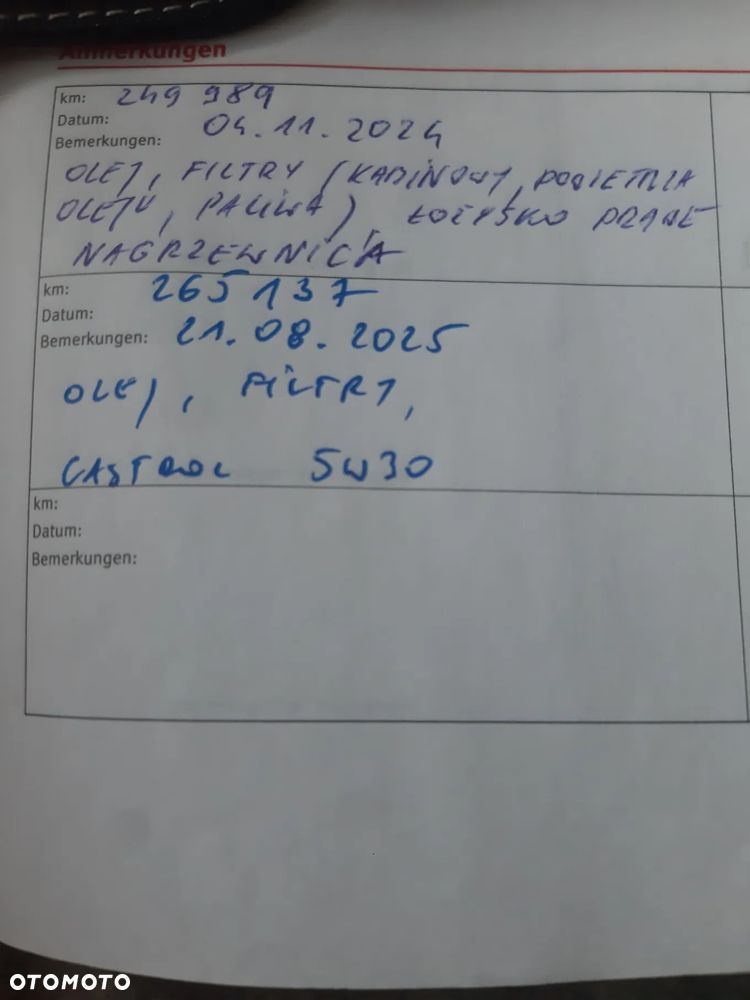 Anmerkungen
km: 249 989
Datum: 04.11.2024
Bemerkungen:
OLEJ, FILTRY (KABINOWY, POWIETRZA
OLEJU, PALIWA), ŁOŻYSKO PRAWE
NAGRZEWNICA
km: 265 137
Datum:
Bemerkungen: 21.08.2025
OLEJ, FILTRY,
CASTROL 5W30
km:
Datum:
Bemerkungen:
OTOMOTO